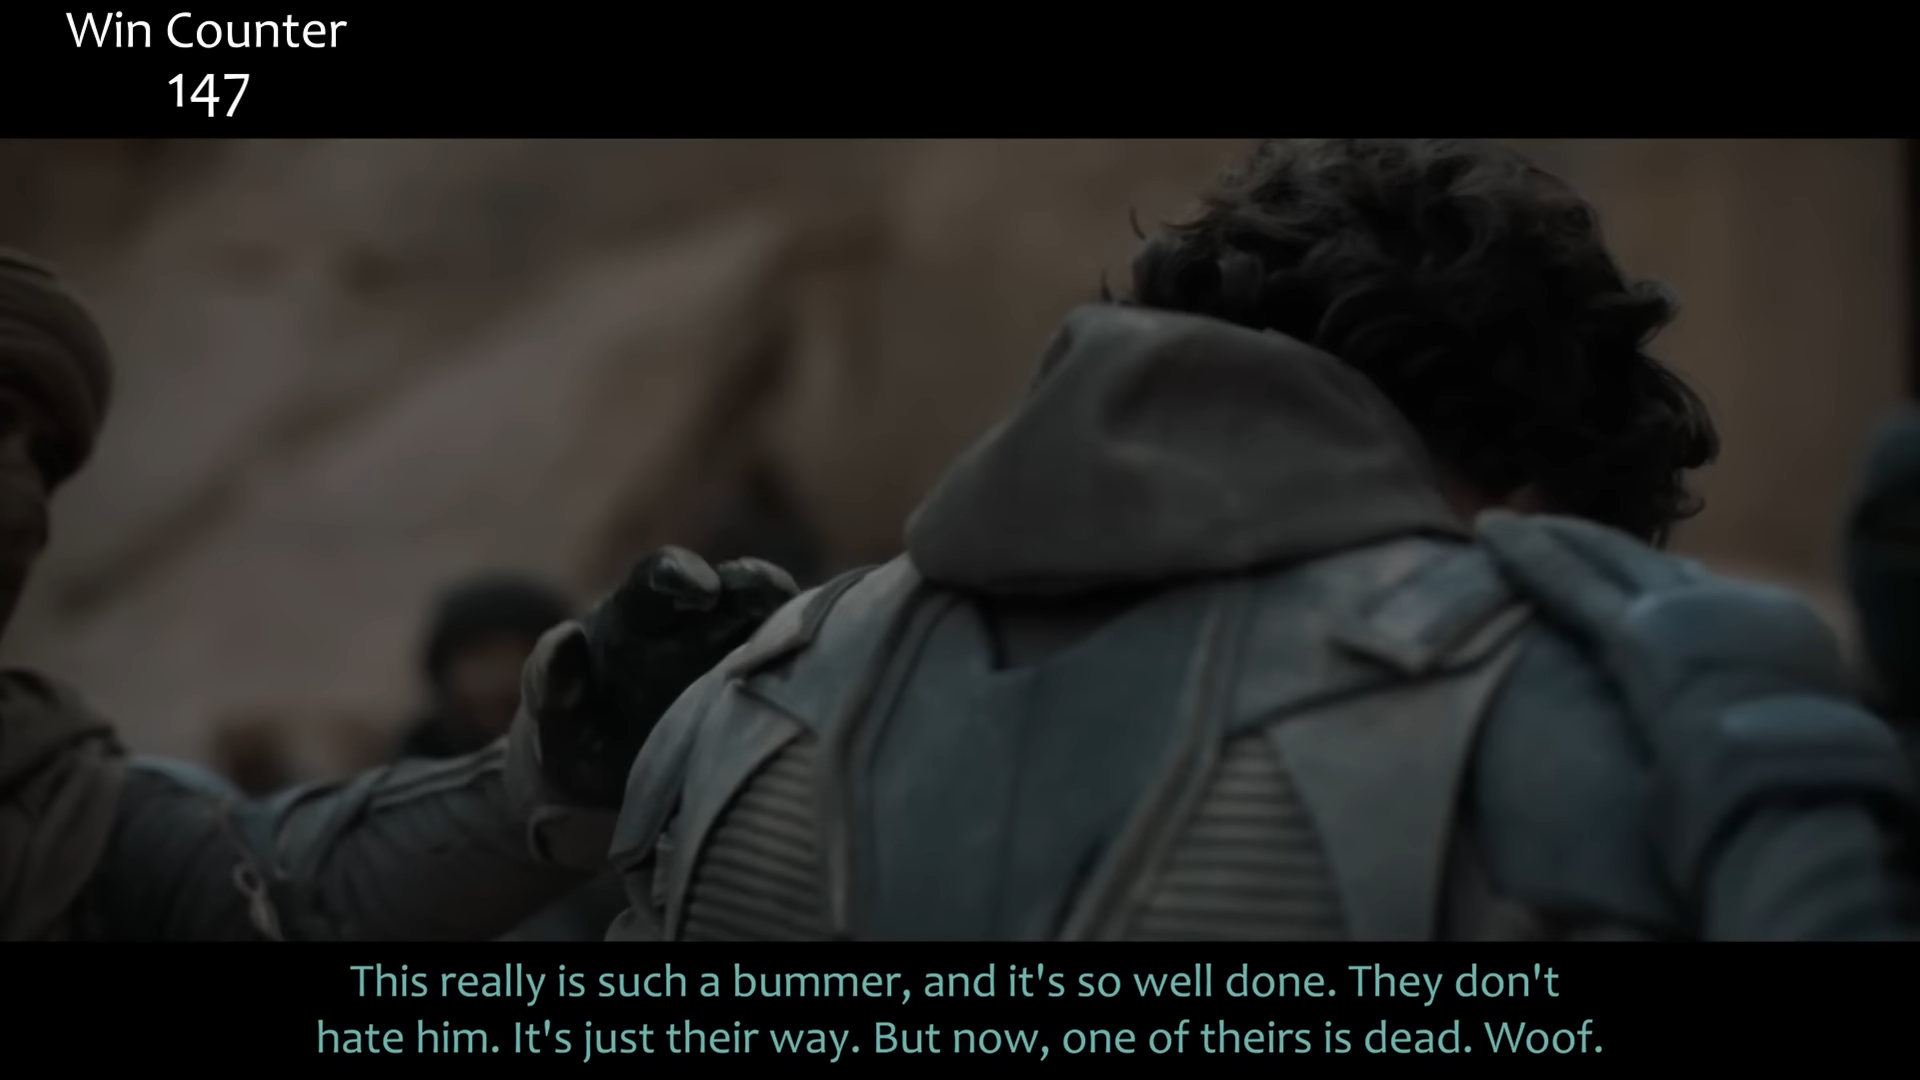 Win Counter
147
This really is such a bummer, and it's so well done. They don't
hate him. It's just their way. But now, one of theirs is dead. Woof.